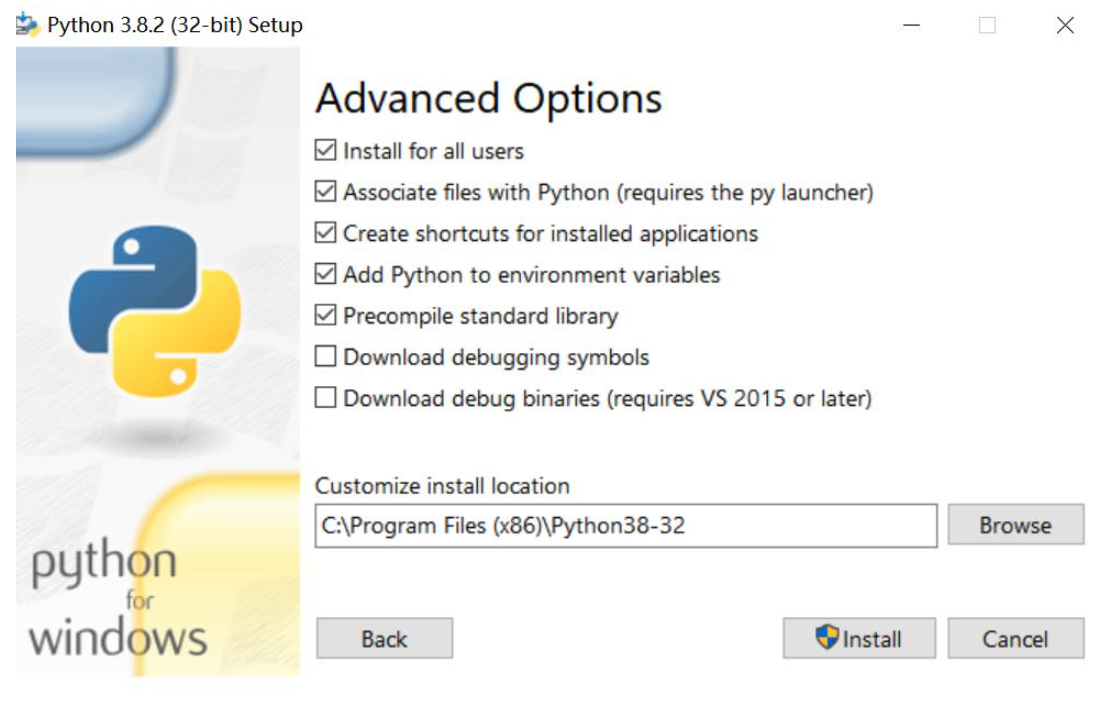 Python 3.8.2 (32-bit) Setup
Advanced Options
Install for all users
Associate files with Python (requires the py launcher)
Create shortcuts for installed applications
Add Python to environment variables
Precompile standard library
Download debugging symbols
Download debug binaries (requires VS 2015 or later)
Customize install location
C:\Program Files (x86)\Python38-32
Browse
python
for
windows
Back
Install
Cancel